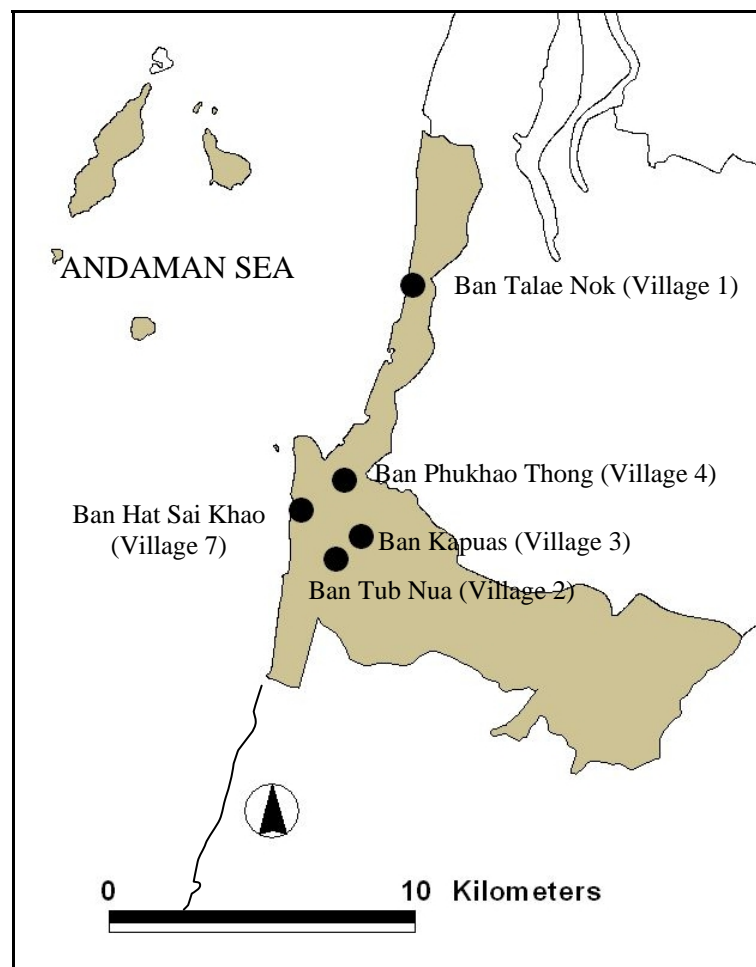 ANDAMAN SEA
Ban Talae Nok (Village 1)
Ban Phukhao Thong (Village 4)
Ban Hat Sai Khao
(Village 7)
Ban Kapuas (Village 3)
Ban Tub Nua (Village 2)
0 10 Kilometers